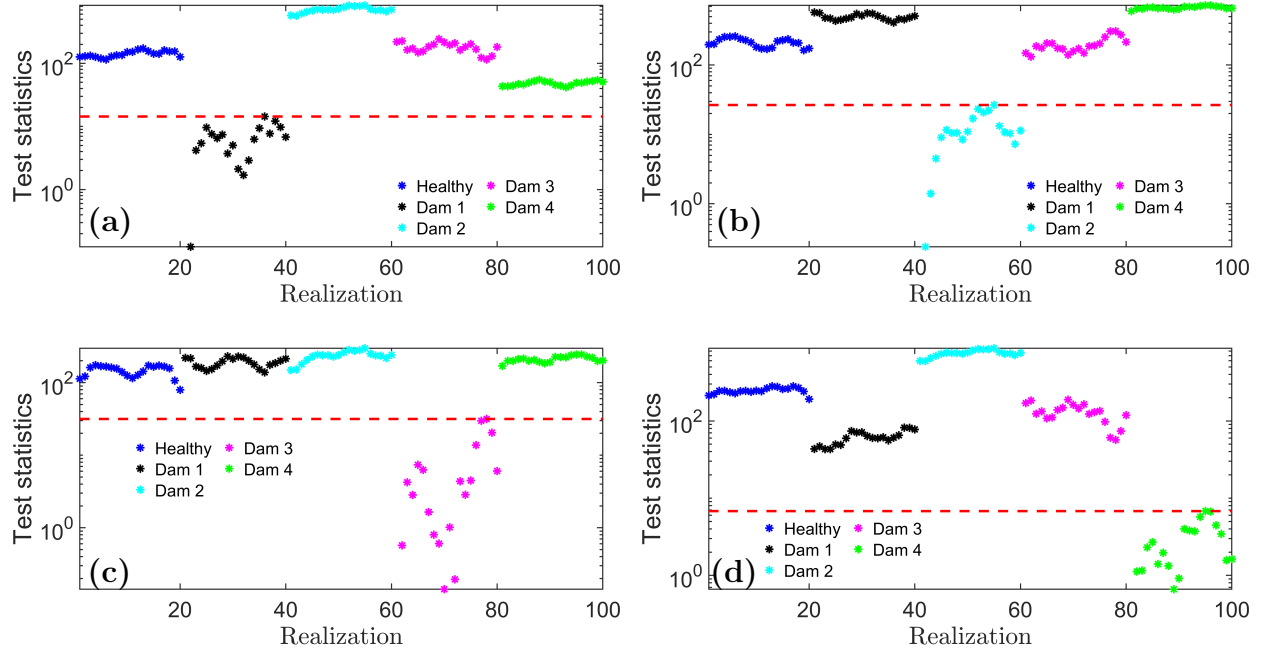 Test statistics
10^2
10^0
(a)
Healthy
Dam 1
Dam 2
Dam 3
Dam 4
20 40 60 80 100
Realization
Test statistics
10^2
10^0
(b)
Healthy
Dam 1
Dam 2
Dam 3
Dam 4
20 40 60 80 100
Realization
Test statistics
10^2
10^0
(c)
Healthy
Dam 1
Dam 2
Dam 3
Dam 4
20 40 60 80 100
Realization
Test statistics
10^2
10^0
(d)
Healthy
Dam 1
Dam 2
Dam 3
Dam 4
20 40 60 80 100
Realization